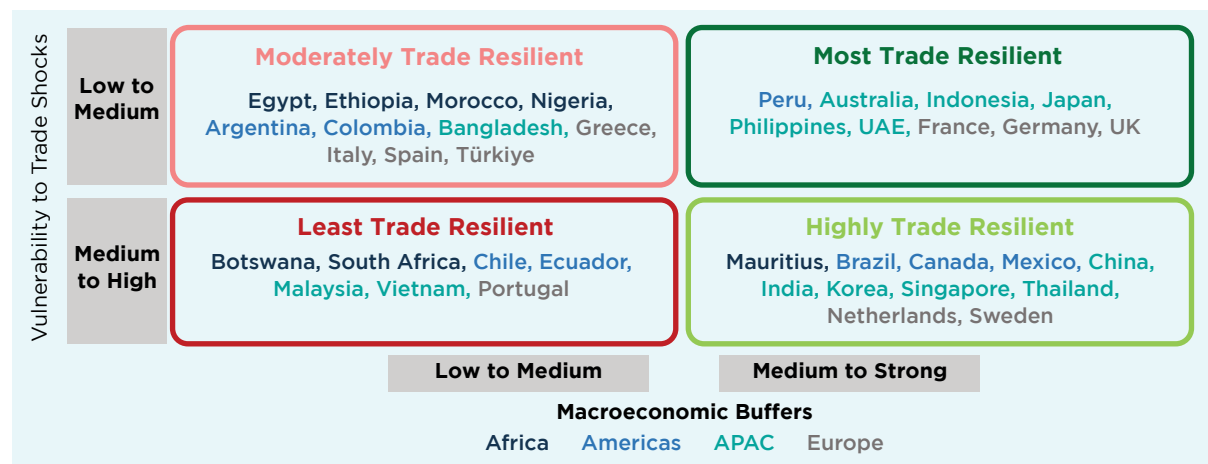 Vulnerability to Trade Shocks
Low to
Medium
Moderately Trade Resilient
Egypt, Ethiopia, Morocco, Nigeria,
Argentina, Colombia, Bangladesh, Greece,
Italy, Spain, Türkiye
Most Trade Resilient
Peru, Australia, Indonesia, Japan,
Philippines, UAE, France, Germany, UK
Medium
to High
Least Trade Resilient
Botswana, South Africa, Chile, Ecuador,
Malaysia, Vietnam, Portugal
Highly Trade Resilient
Mauritius, Brazil, Canada, Mexico, China,
India, Korea, Singapore, Thailand,
Netherlands, Sweden
Low to Medium
Medium to Strong
Macroeconomic Buffers
Africa Americas APAC Europe